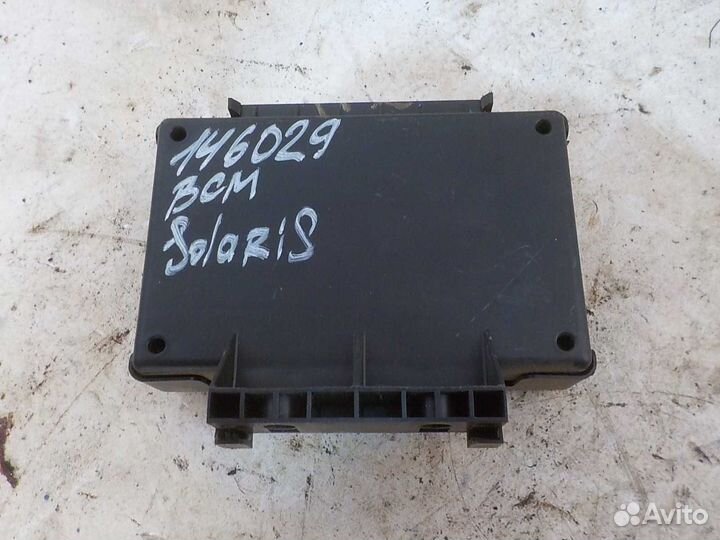 146029
BCM
SolaRiS
Avito